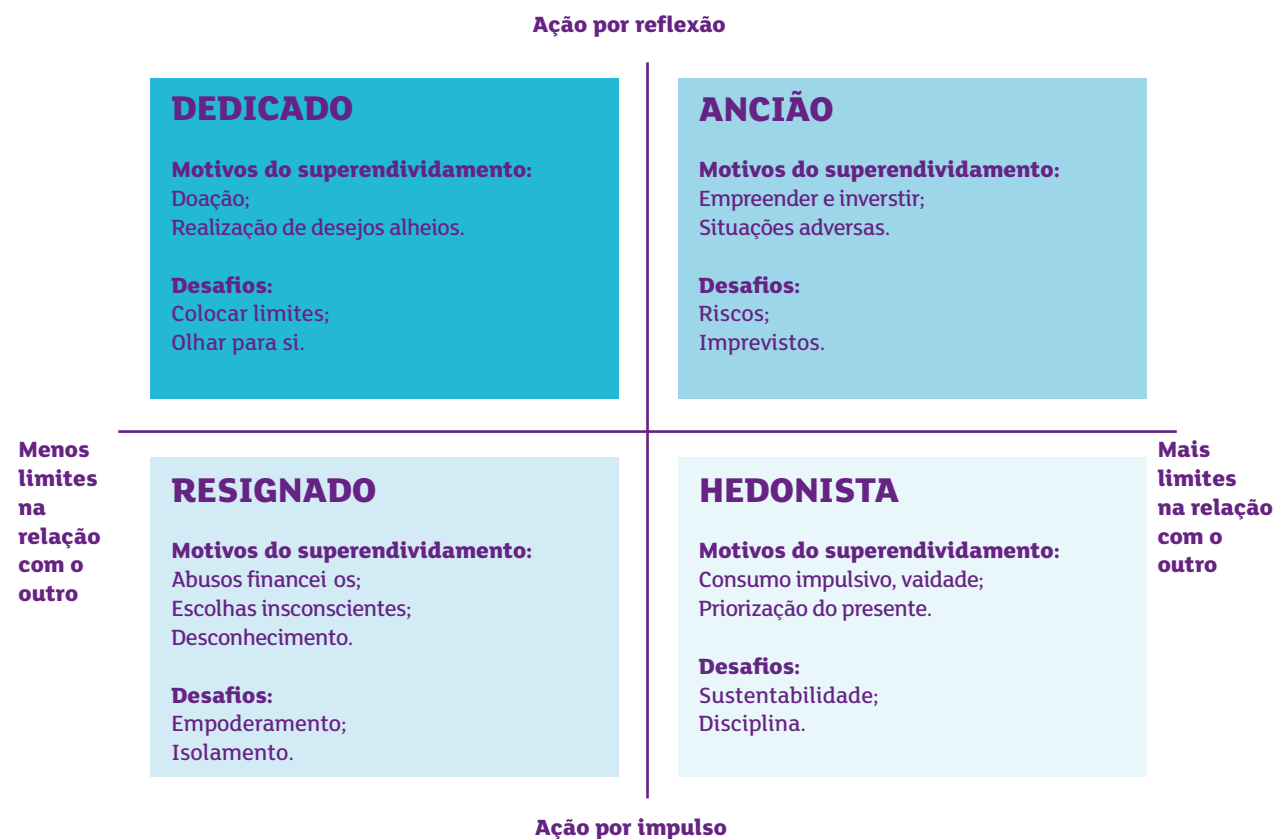 Ação por reflexão
DEDICADO
Motivos do superendividamento:
Doação;
Realização de desejos alheios.
Desafios:
Colocar limites;
Olhar para si.
ANCIÃO
Motivos do superendividamento:
Empreender e inverstir;
Situações adversas.
Desafios:
Riscos;
Imprevistos.
Menos
limites
na
relação
com o
outro
Mais
limites
na relação
com o
outro
RESIGNADO
Motivos do superendividamento:
Abusos financei os;
Escolhas insconscientes;
Desconhecimento.
Desafios:
Empoderamento;
Isolamento.
HEDONISTA
Motivos do superendividamento:
Consumo impulsivo, vaidade;
Priorização do presente.
Desafios:
Sustentabilidade;
Disciplina.
Ação por impulso